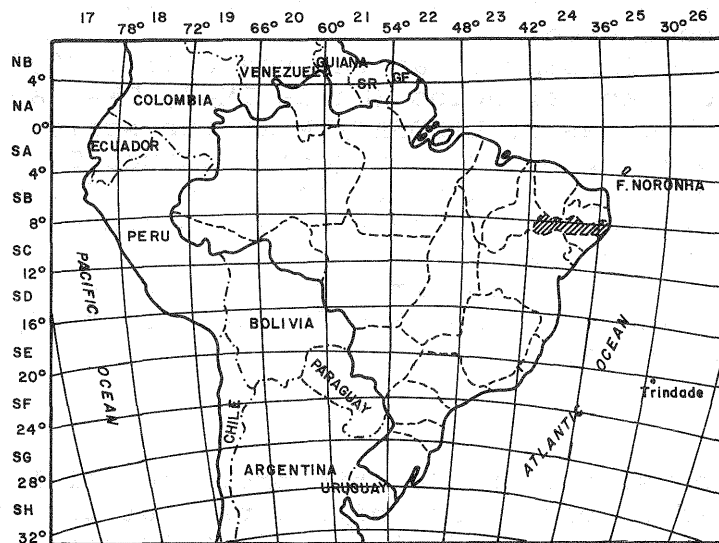 17 18 19 20 21 22 23 24 25 26
78° 72° 66° 60° 54° 48° 42° 36° 30°
NB
4°
NA
0°
SA
4°
SB
8°
SC
12°
SD
16°
SE
20°
SF
24°
SG
28°
SH
32°
VENEZUELA
GUIANA
SR
GF
COLOMBIA
ECUADOR
F. NORONHA
PERU
PACIFIC
OCEAN
BOLIVIA
PARAGUAY
CHILE
ARGENTINA
URUGUAY
ATLANTIC
OCEAN
Trindade